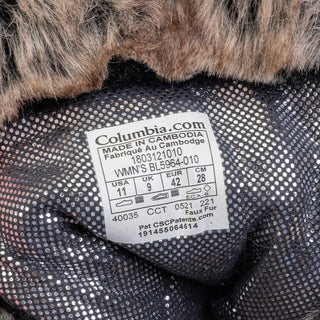 Columbia.com
MADE IN CAMBODIA
Fabriqué Au Cambodge
1803121010
WMN'S BL5964-010
USA UK EUR CM
11 9 42 28
40035 CCT 0521 221
Faux Fur
Pat CSCPatents.com
191455064614